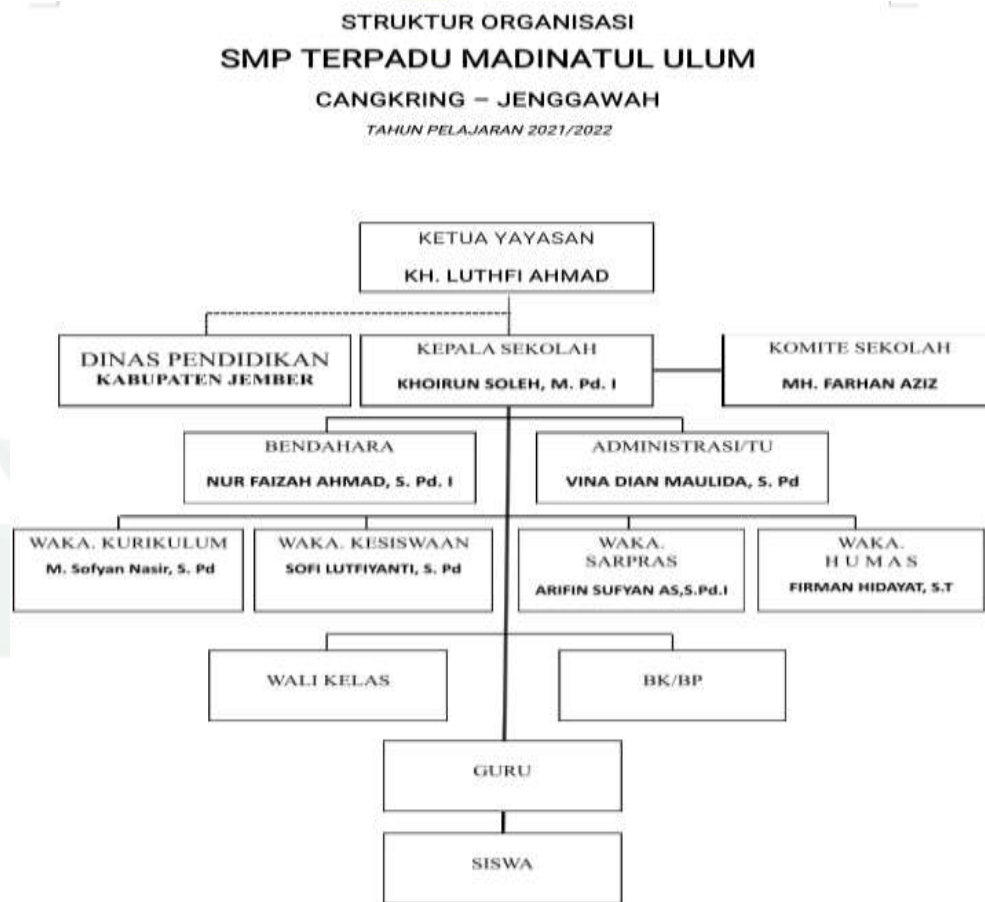 STRUKTUR ORGANISASI
SMP TERPADU MADINATUL ULUM
CANGKRING – JENGGAWAH
TAHUN PELAJARAN 2021/2022
KETUA YAYASAN
KH. LUTHFI AHMAD
DINAS PENDIDIKAN
KABUPATEN JEMBER
KEPALA SEKOLAH
KHOIRUN SOLEH, M. Pd. I
KOMITE SEKOLAH
MH. FARHAN AZIZ
BENDAHARA
NUR FAIZAH AHMAD, S. Pd. I
ADMINISTRASI/TU
VINA DIAN MAULIDA, S. Pd
WAKA. KURIKULUM
M. Sofyan Nasir, S. Pd
WAKA. KESISWAAN
SOFI LUTFIYANTI, S. Pd
WAKA.
SARPRAS
ARIFIN SUFYAN AS,S.Pd.I
WAKA.
H U M A S
FIRMAN HIDAYAT, S.T
WALI KELAS
BK/BP
GURU
SISWA